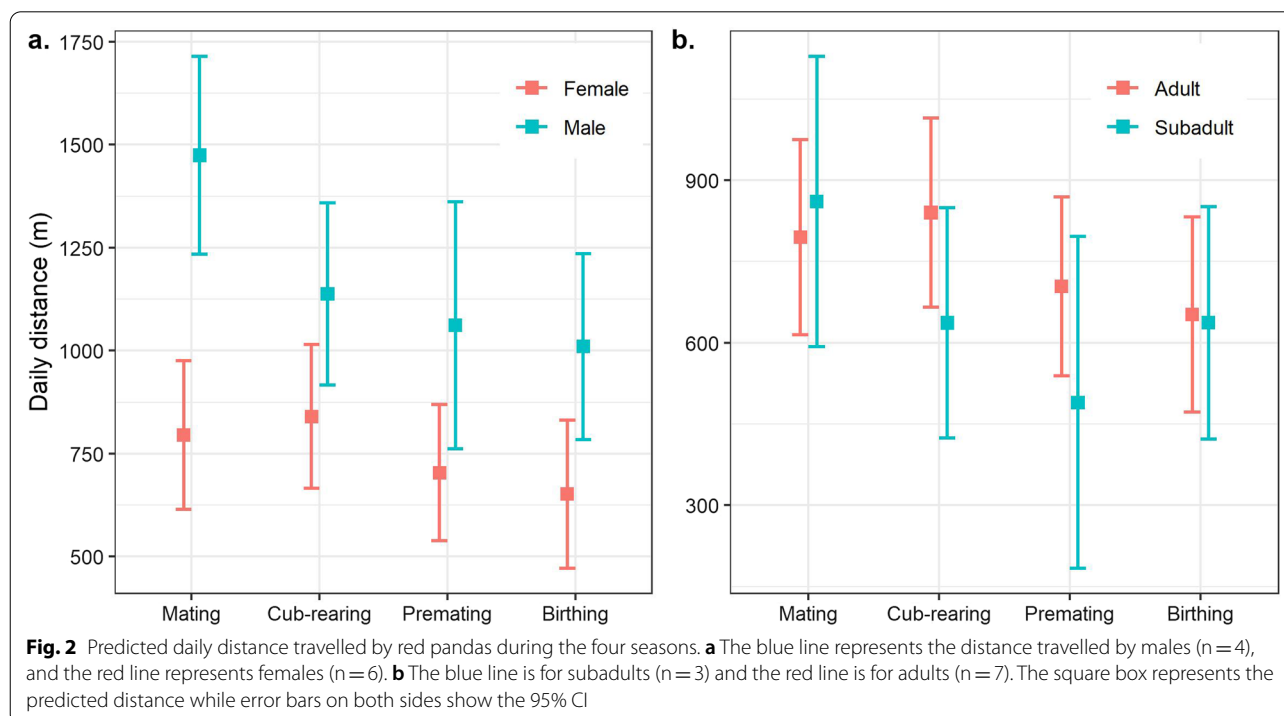 a.
1750
1500
1250
1000
750
500
Daily distance (m)
Female
Male
Mating Cub-rearing Premating Birthing
b.
900
600
300
Adult
Subadult
Mating Cub-rearing Premating Birthing
Fig. 2 Predicted daily distance travelled by red pandas during the four seasons. a The blue line represents the distance travelled by males (n = 4),
and the red line represents females (n = 6). b The blue line is for subadults (n = 3) and the red line is for adults (n = 7). The square box represents the
predicted distance while error bars on both sides show the 95% CI